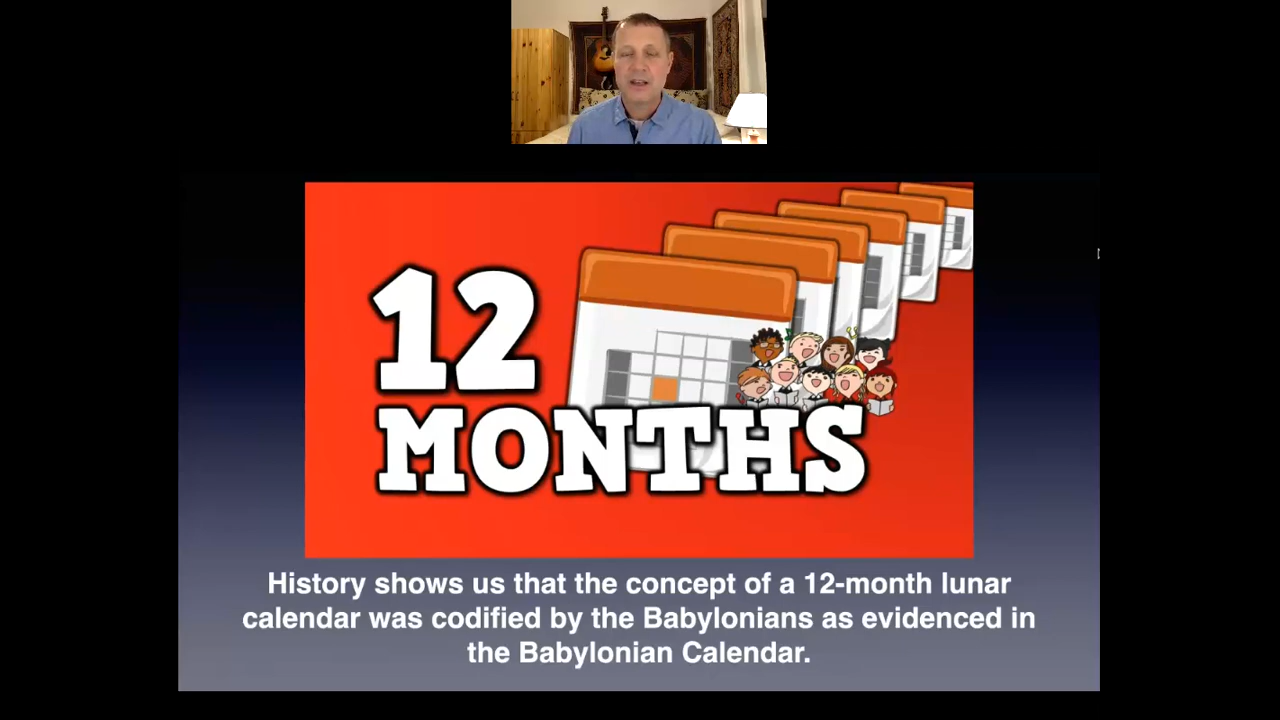 12
MONTHS
History shows us that the concept of a 12-month lunar
calendar was codified by the Babylonians as evidenced in
the Babylonian Calendar.